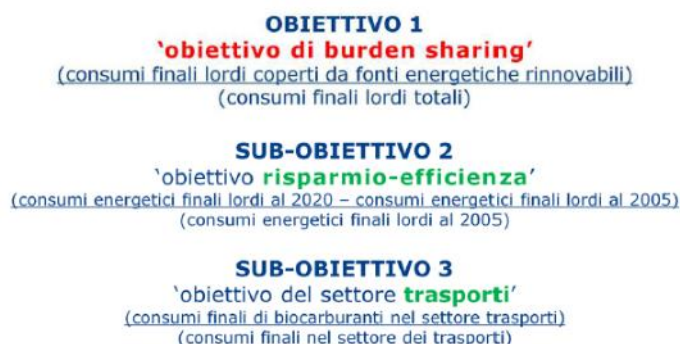 OBIETTIVO 1
‘obiettivo di burden sharing’
(consumi finali lordi coperti da fonti energetiche rinnovabili)
(consumi finali lordi totali)
SUB-OBIETTIVO 2
‘obiettivo risparmio-efficienza’
(consumi energetici finali lordi al 2020 – consumi energetici finali lordi al 2005)
(consumi energetici finali lordi al 2005)
SUB-OBIETTIVO 3
‘obiettivo del settore trasporti’
(consumi finali di biocarburanti nel settore trasporti)
(consumi finali nel settore dei trasporti)